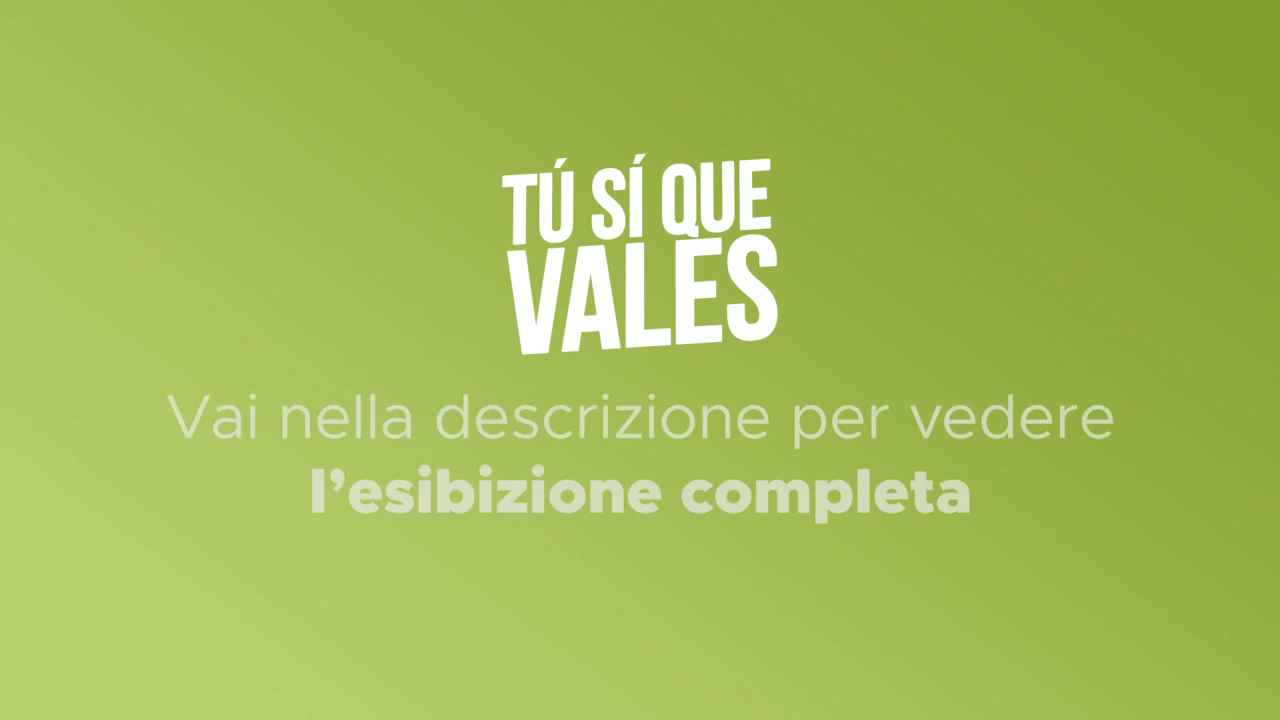 TÚ SÍ QUE
VALES
Vai nella descrizione per vedere
l’esibizione completa